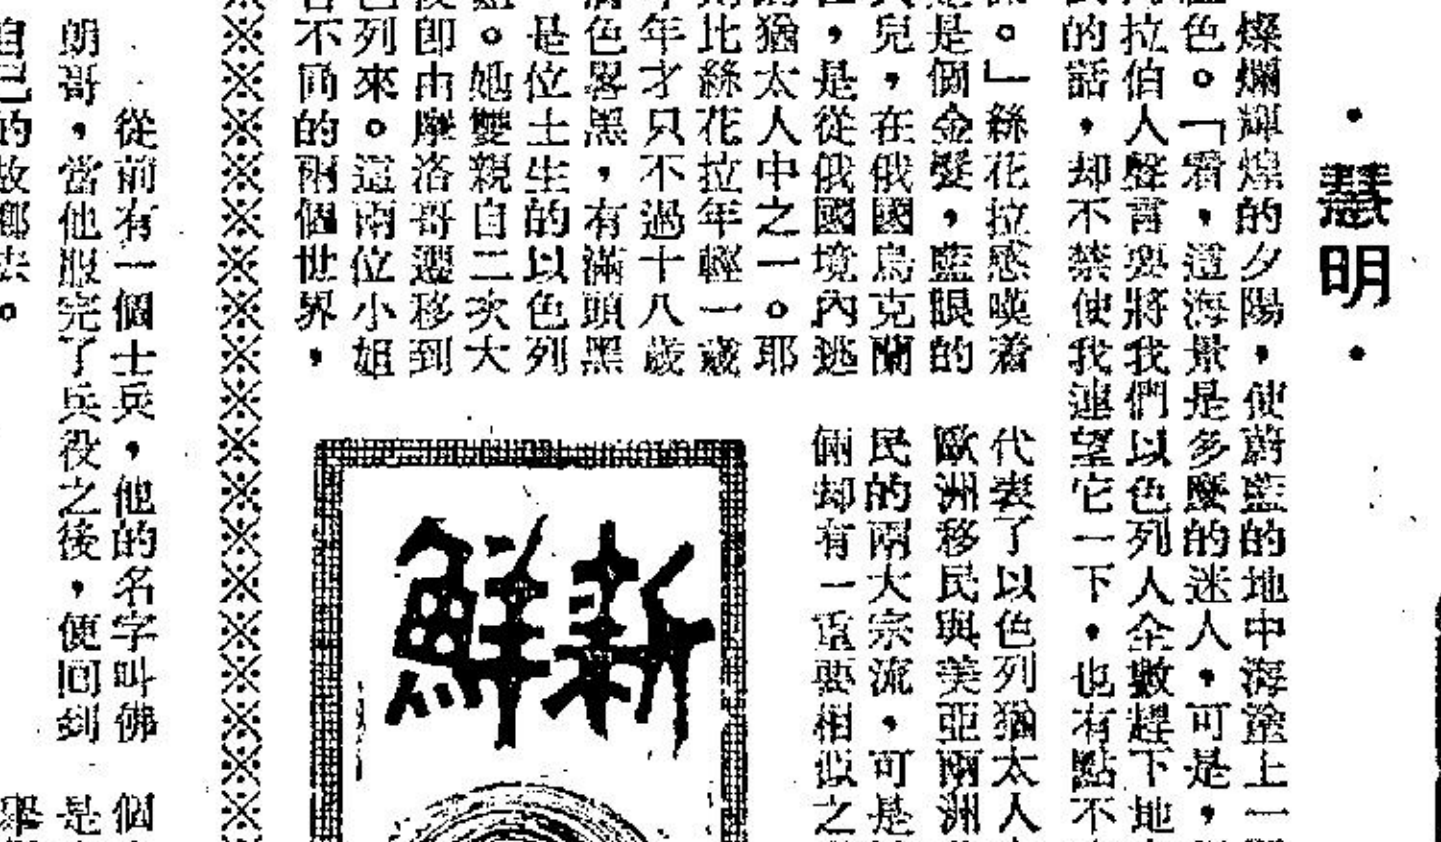 ・慧明・
燦爛輝煌的夕陽，使蔚藍的地中海塗上一
色。「看，這海景是多麼的迷人，可是，
拉伯人聲言要將我們以色列人全數趕下地
的話，却不禁使我連望它一下，也有點不
。」絲花拉惑嘆着
是個金髮，藍眼的
兒，在俄國烏克蘭
，是從俄國境內逃
猶太人中之一。耶
比絲花拉年輕一歲
年才只不過十八歲
色畧黑，有滿頭黑
是位土生的以色列
。她雙親自二次大
即由摩洛哥遷移到
列來。這兩位小姐
不同的兩個世界，
代表了以色列猶太人
歐洲移民與美亞兩洲
民的兩大宗流，可是
倆却有一重要相似之
新鮮
從前有一個士兵，他的名字叫佛
朗哥，當他服完了兵役之後，便回到
自己的故鄉去。
個
是